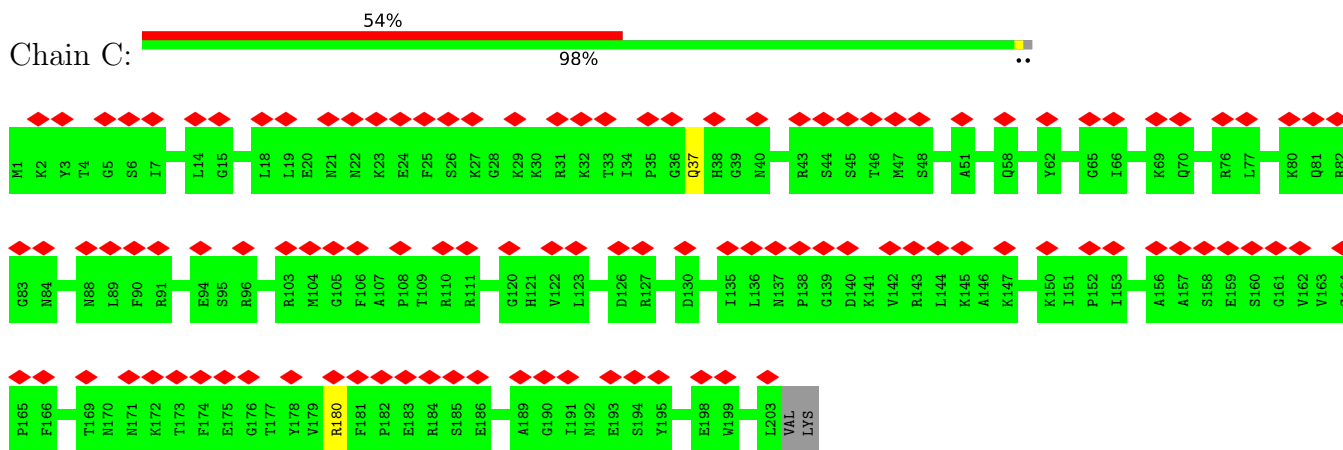 54%
Chain C:
98%
••
M1 K2 Y3 T4 G5 S6 I7 L14 G15 L18 L19 E20 N21 N22 K23 E24 F25 S26 K27 G28 K29 K30 R31 K32 T33 I34 P35 G36 Q37 H38 G39 N40 R43 S44 S45 T46 M47 S48 A51 Q58 Y62 G65 I66 K69 Q70 R76 L77 K80 Q81 R82
G83 N84 N88 L89 F90 R91 E94 S95 R96 R103 M104 G105 F106 A107 P108 T109 R110 R111 G120 H121 V122 L123 D126 R127 D130 I135 L136 N137 P138 G139 D140 K141 V142 R143 L144 K145 A146 K147 K150 I151 P152 I153 A156 A157 S158 E159 S160 G161 V162 V163
P165 F166 T169 N170 N171 K172 T173 F174 E175 G176 T177 Y178 V179 R180 F181 P182 E183 R184 S185 E186 A189 G190 I191 N192 E193 S194 Y195 E198 W199 L203 VAL LYS